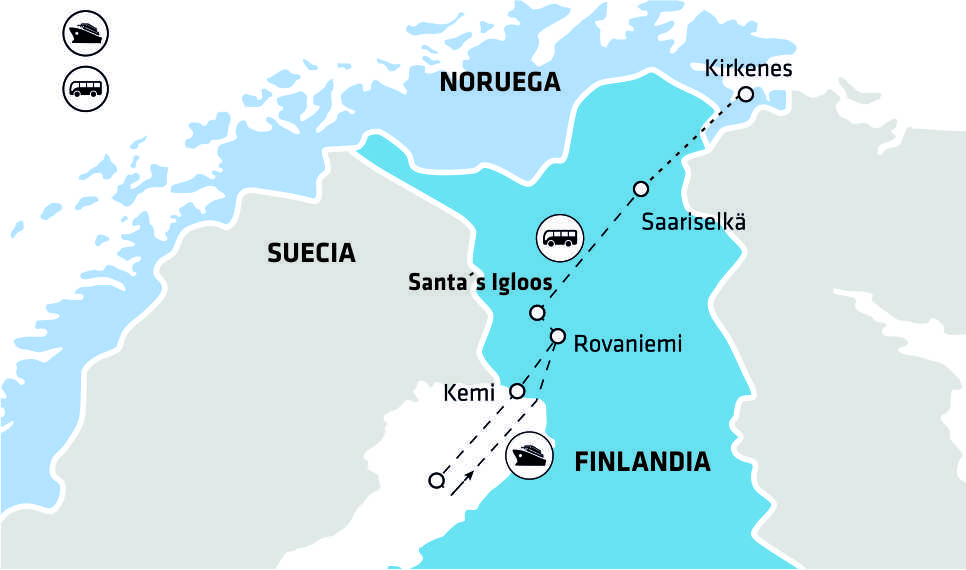 Kirkenes
NORUEGA
Saariselkä
SUECIA
Santa´s Igloos
Rovaniemi
Kemi
FINLANDIA